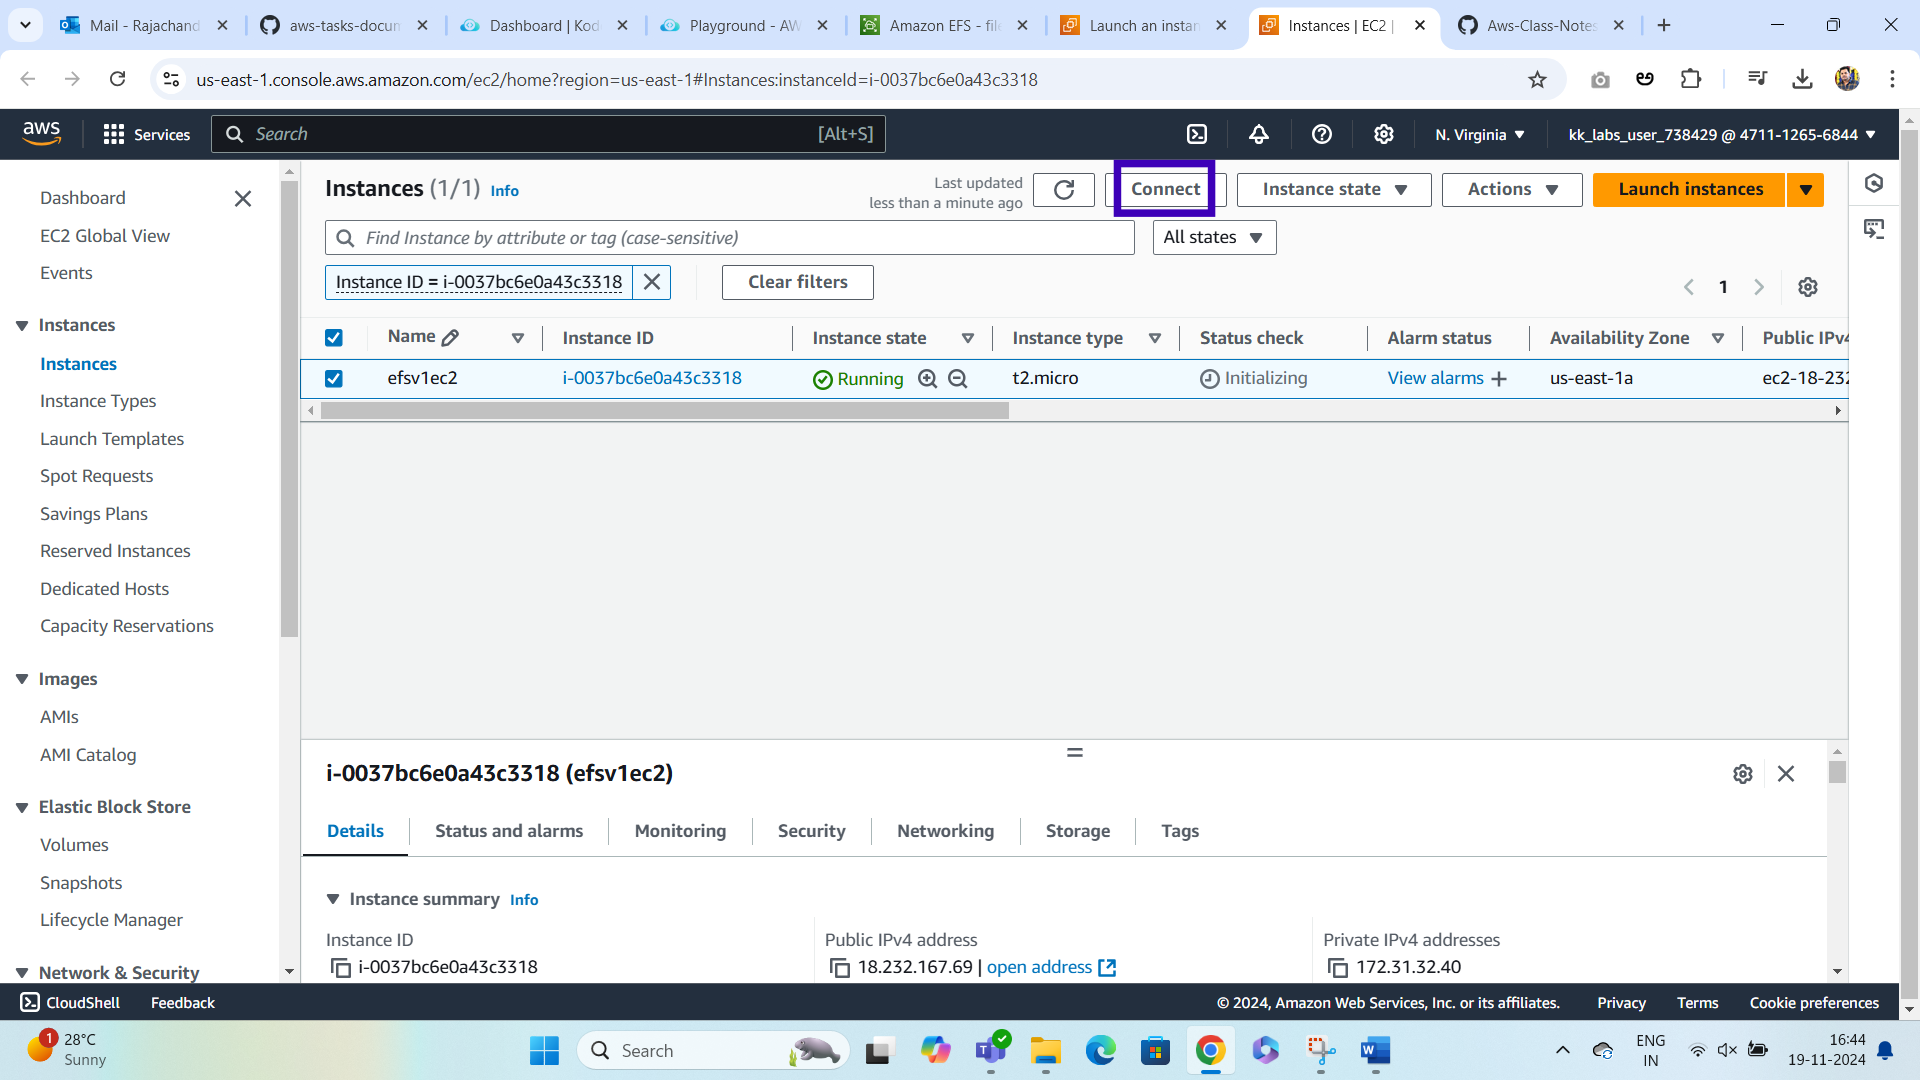 Mail - Rajachand
aws-tasks-docun
Dashboard | Kod
Playground - AW
Amazon EFS - file
Launch an instan
Instances | EC2 |
Aws-Class-Notes
us-east-1.console.aws.amazon.com/ec2/home?region=us-east-1#Instances:instanceId=i-0037bc6e0a43c3318
aws
Services
Search
[Alt+S]
N. Virginia
kk_labs_user_738429 @ 4711-1265-6844
Dashboard
EC2 Global View
Events
Instances
Instances
Instance Types
Launch Templates
Spot Requests
Savings Plans
Reserved Instances
Dedicated Hosts
Capacity Reservations
Images
AMIs
AMI Catalog
Elastic Block Store
Volumes
Snapshots
Lifecycle Manager
Network & Security
Instances (1/1) Info
Last updated
less than a minute ago
Connect
Instance state
Actions
Launch instances
Find Instance by attribute or tag (case-sensitive)
All states
Instance ID = i-0037bc6e0a43c3318
Clear filters
1
Name Instance ID Instance state Instance type Status check Alarm status Availability Zone Public IPv4
efsv1ec2 i-0037bc6e0a43c3318 Running t2.micro Initializing View alarms us-east-1a ec2-18-232
i-0037bc6e0a43c3318 (efsv1ec2)
Details Status and alarms Monitoring Security Networking Storage Tags
Instance summary Info
Instance ID
i-0037bc6e0a43c3318
Public IPv4 address
18.232.167.69 | open address
Private IPv4 addresses
172.31.32.40
CloudShell Feedback © 2024, Amazon Web Services, Inc. or its affiliates. Privacy Terms Cookie preferences
1
28°C
Sunny
Search
ENG
IN
16:44
19-11-2024